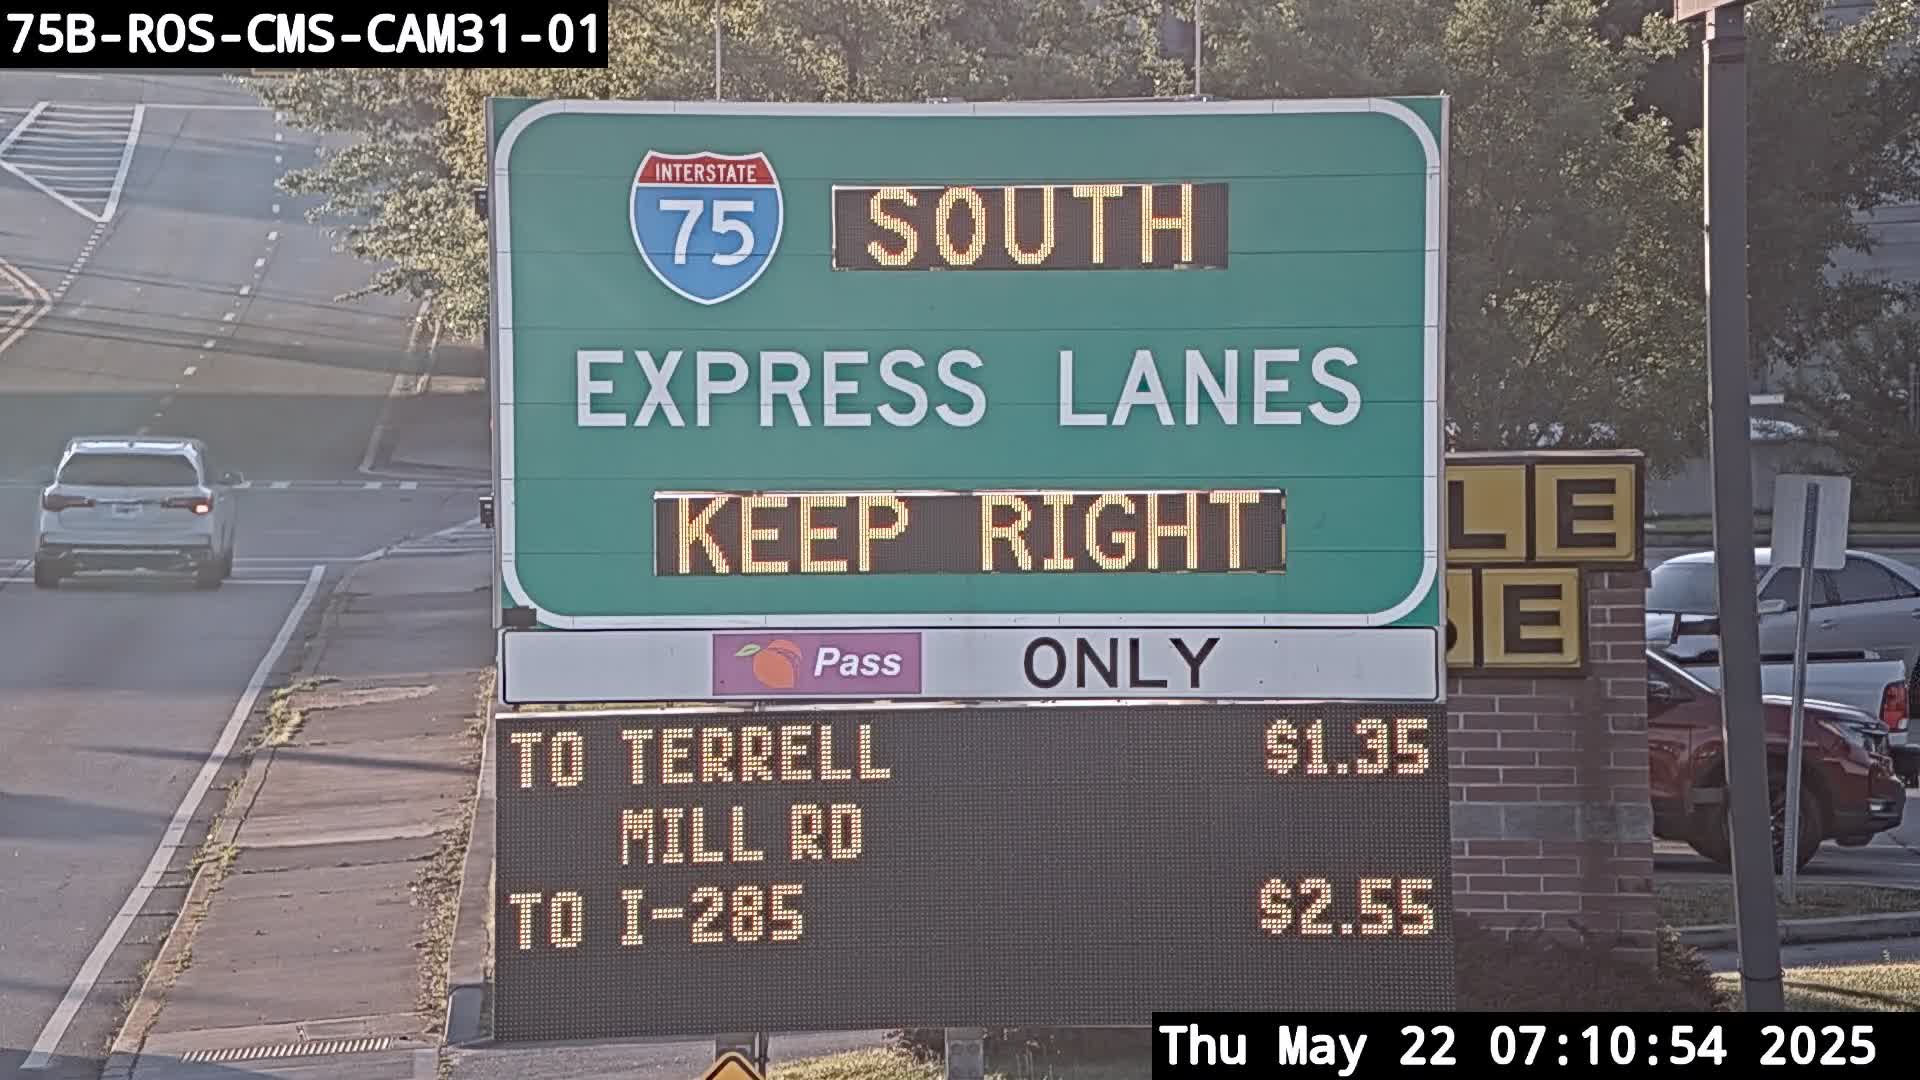 75B-ROS-CMS-CAM31-01
INTERSTATE
75
SOUTH
EXPRESS LANES
KEEP RIGHT
Pass ONLY
TO TERRELL $1.35
MILL RD
TO I-285 $2.55
LE
E
Thu May 22 07:10:54 2025